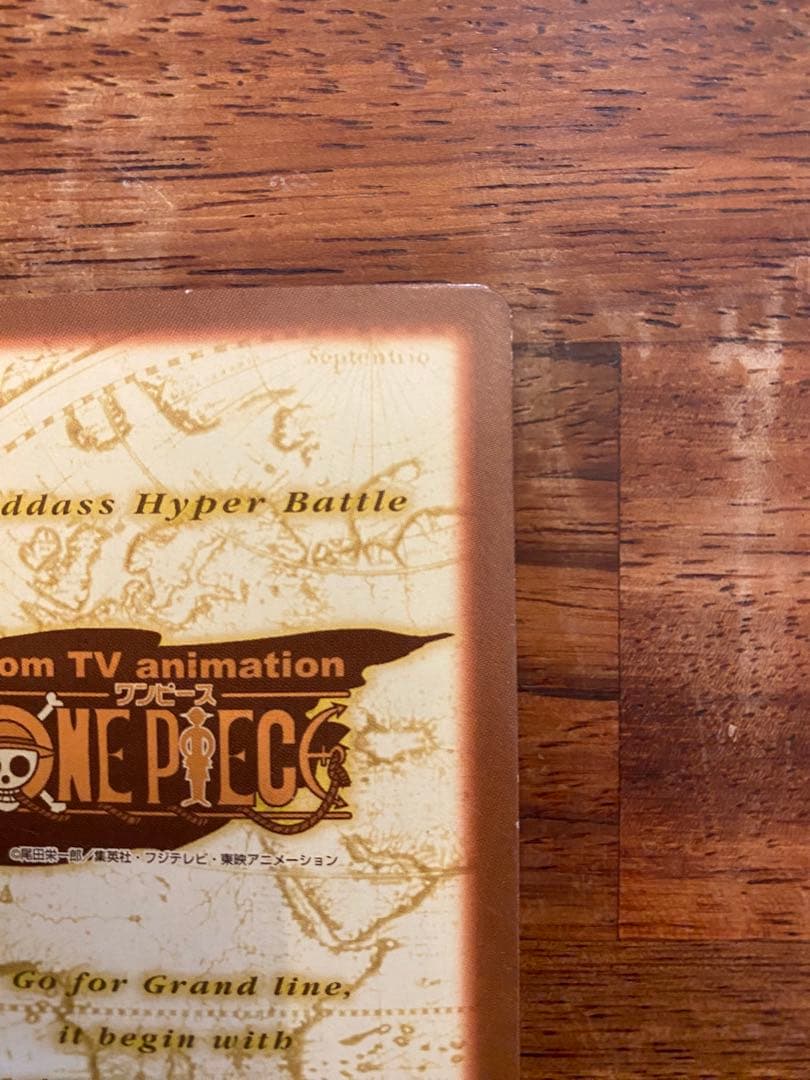 Septentrio
ddass Hyper Battle
om TV animation
ワンピース
ONE PIECE
©尾田栄一郎/集英社・フジテレビ・東映アニメーション
Go for Grand line,
it begin with